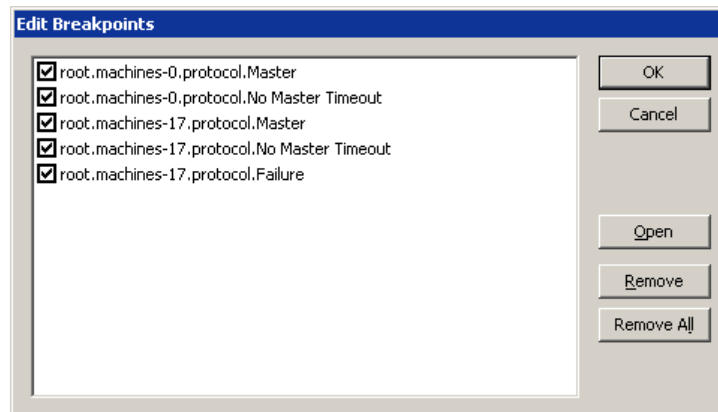 Edit Breakpoints
root.machines-0.protocol.Master
root.machines-0.protocol.No Master Timeout
root.machines-17.protocol.Master
root.machines-17.protocol.No Master Timeout
root.machines-17.protocol.Failure
OK
Cancel
Open
Remove
Remove All